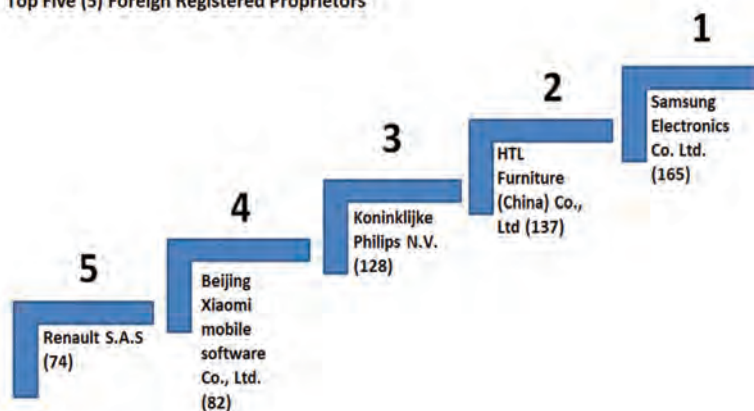 Top Five (5) Foreign Registered Proprietors
1
Samsung
Electronics
Co. Ltd.
(165)
2
HTL
Furniture
(China) Co.,
Ltd (137)
3
Koninklijke
Philips N.V.
(128)
4
Beijing
Xiaomi
mobile
software
Co., Ltd.
(82)
5
Renault S.A.S
(74)